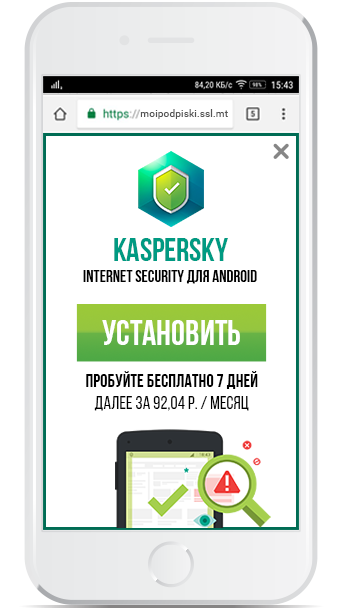 84,20 КБ/с 98% 15:43
https://moipodpiski.ssl.mt 5
KASPERSKY
INTERNET SECURITY ДЛЯ ANDROID
УСТАНОВИТЬ
ПРОБУЙТЕ БЕСПЛАТНО 7 ДНЕЙ
ДАЛЕЕ ЗА 92,04 Р. / МЕСЯЦ